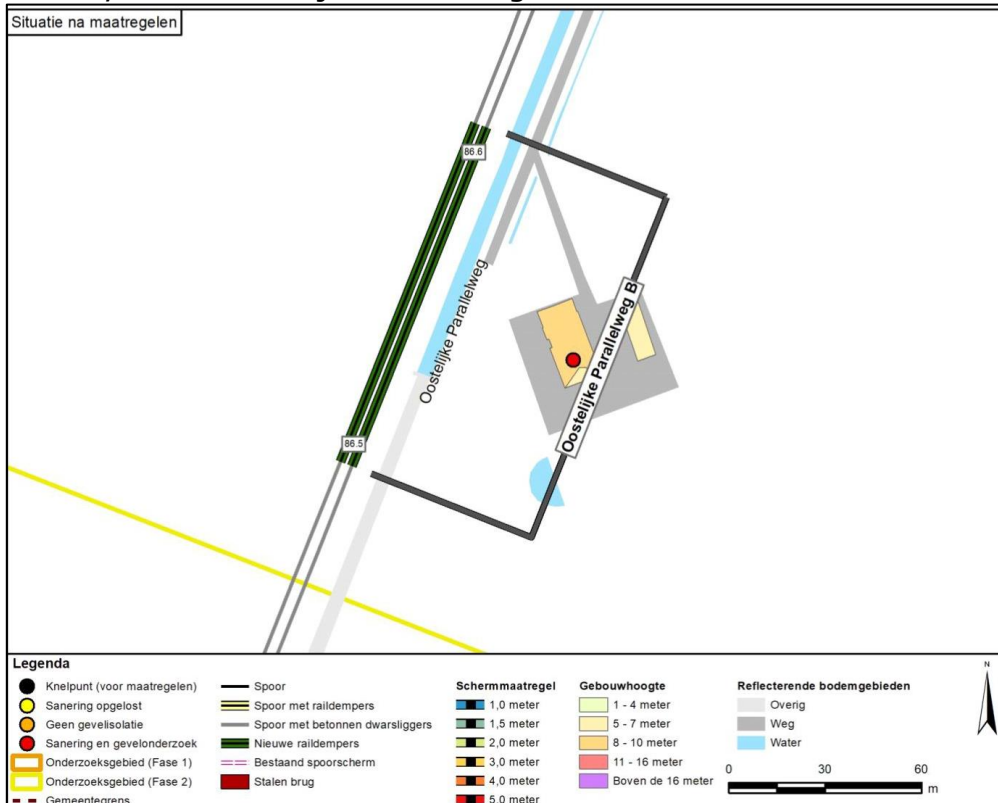 Situatie na maatregelen
86.6
Oostelijke Parallelweg
Oostelijke Parallelweg B
86.5
Legenda
Knelpunt (voor maatregelen)
Sanering opgelost
Geen gevelisolatie
Sanering en gevelonderzoek
Onderzoeksgebied (Fase 1)
Onderzoeksgebied (Fase 2)
Gemeentegrens
Spoor
Spoor met raildempers
Spoor met betonnen dwarsliggers
Nieuwe raildempers
Bestaand spoorscherm
Stalen brug
Schermmaatregel
1,0 meter
1,5 meter
2,0 meter
3,0 meter
4,0 meter
5,0 meter
Gebouwhoogte
1 - 4 meter
5 - 7 meter
8 - 10 meter
11 - 16 meter
Boven de 16 meter
Reflecterende bodemgebieden
Overig
Weg
Water
N
0 30 60
m